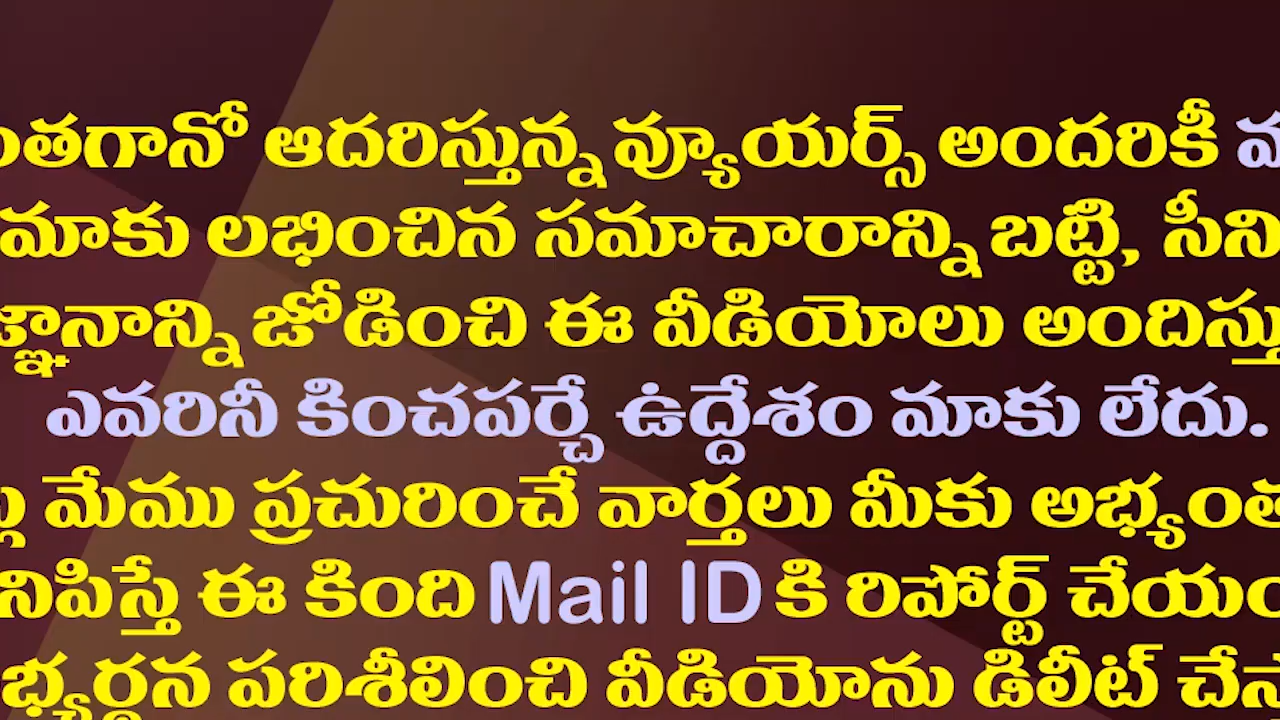 ంతగానో ఆదరిస్తున్న వ్యూయర్స్ అందరికీ
మాకు లభించిన సమాచారాన్ని బట్టి, సీని
జ్ఞానాన్ని జోడించి ఈ వీడియోలు అందిస్తు
ఎవరినీ కించపర్చే ఉద్దేశం మాకు లేదు.
మేము ప్రచురించే వార్తలు మీకు అభ్యంత
నిపిస్తే ఈ కింది Mail ID కి రిపోర్ట్ చేయం
భ్యర్థన పరిశీలించి వీడియోను డిలీట్ చేస